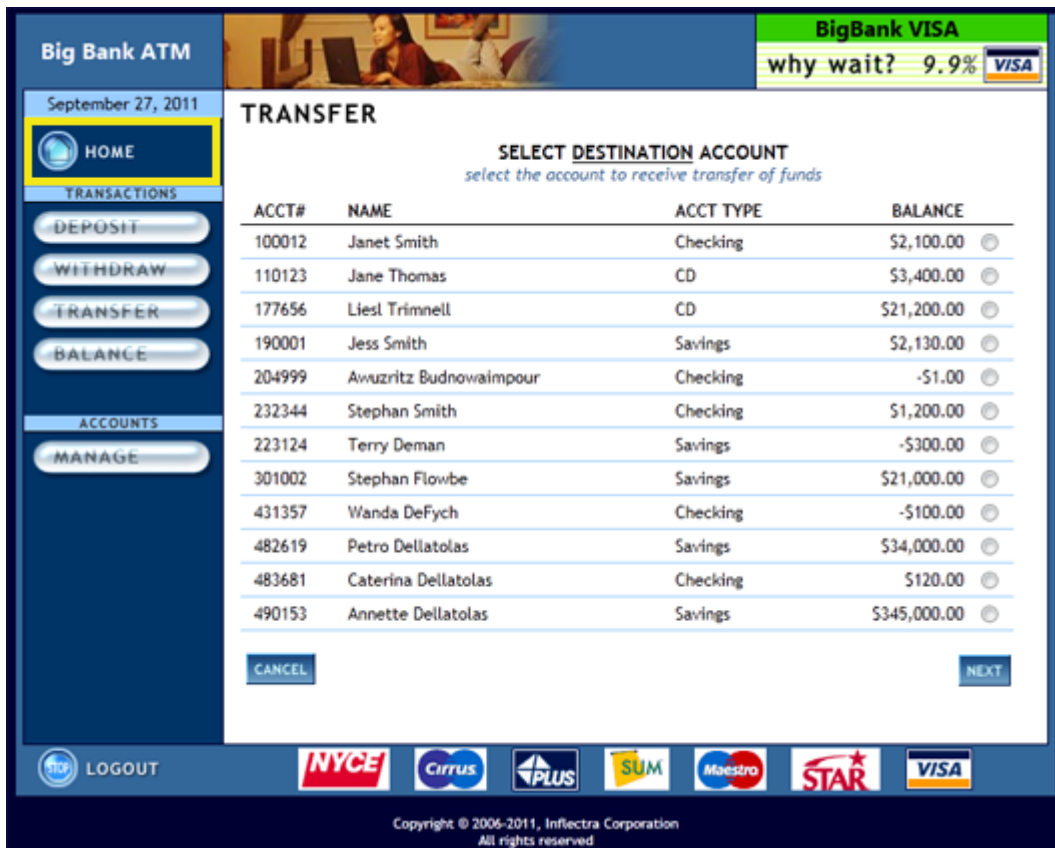 Big Bank ATM
BigBank VISA
why wait? 9.9% VISA
September 27, 2011
HOME
TRANSACTIONS
DEPOSIT
WITHDRAW
TRANSFER
BALANCE
ACCOUNTS
MANAGE
TRANSFER
SELECT DESTINATION ACCOUNT
select the account to receive transfer of funds
ACCT# NAME ACCT TYPE BALANCE
100012 Janet Smith Checking $2,100.00
110123 Jane Thomas CD $3,400.00
177656 Liesl Trimnell CD $21,200.00
190001 Jess Smith Savings $2,130.00
204999 Awuzritz Budnowaimpour Checking -$1.00
232344 Stephan Smith Checking $1,200.00
223124 Terry Deman Savings -$300.00
301002 Stephan Flowbe Savings $21,000.00
431357 Wanda DeFych Checking -$100.00
482619 Petro Dellatolas Savings $34,000.00
483681 Caterina Dellatolas Checking $120.00
490153 Annette Dellatolas Savings $345,000.00
CANCEL NEXT
STOP LOGOUT NYCE Cirrus PLUS SUM Maestro STAR VISA
Copyright © 2006-2011, Inflectra Corporation
All rights reserved